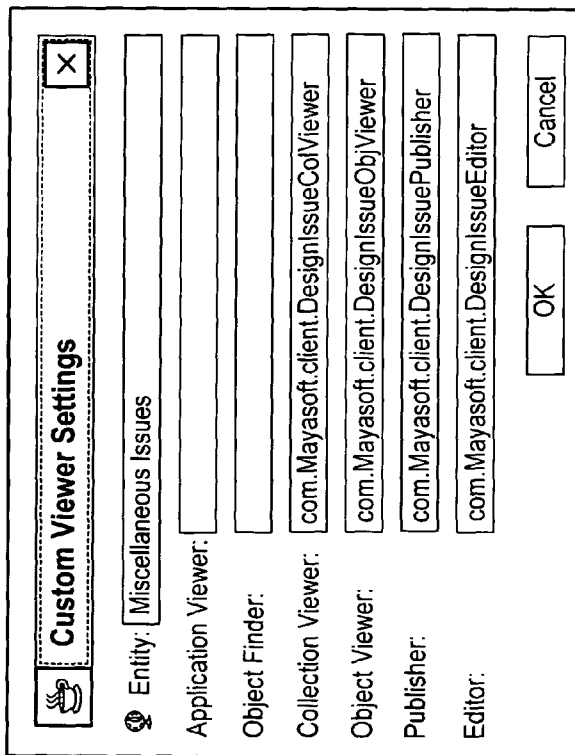 Custom Viewer Settings X
Entity: Miscellaneous Issues
Application Viewer:
Object Finder:
Collection Viewer: com.Mayasoft.client.DesignIssueColViewer
Object Viewer: com.Mayasoft.client.DesignIssueObjViewer
Publisher: com.Mayasoft.client.DesignIssuePublisher
Editor: com.Mayasoft.client.DesignIssueEditor
OK Cancel